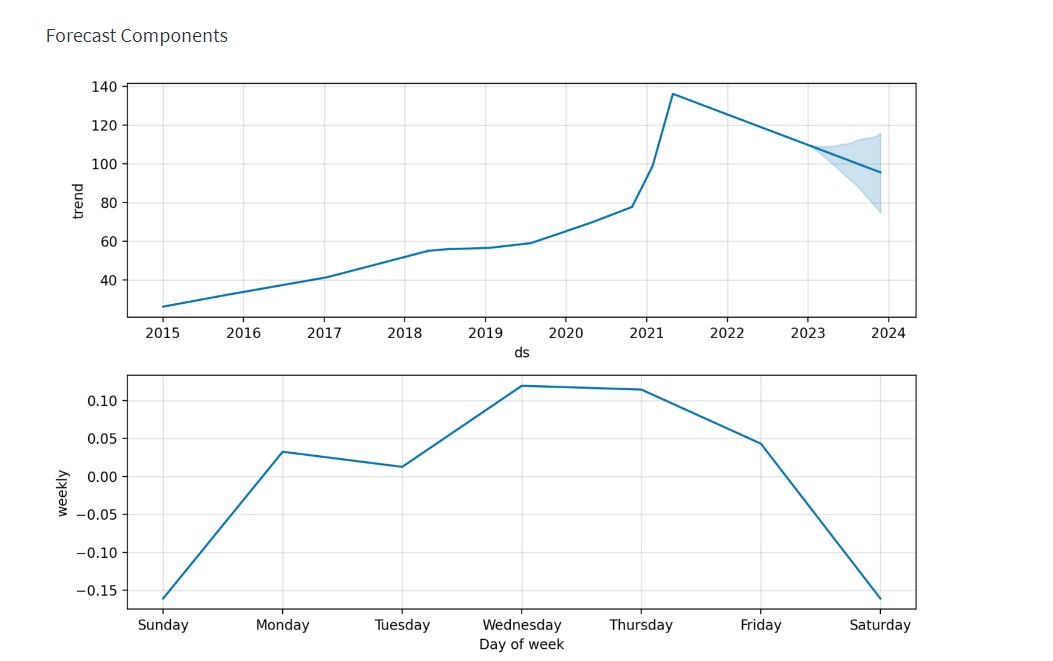 Forecast Components
140
120
100
80
60
40
trend
2015 2016 2017 2018 2019 2020 2021 2022 2023 2024
ds
0.10
0.05
0.00
−0.05
−0.10
−0.15
weekly
Sunday Monday Tuesday Wednesday Thursday Friday Saturday
Day of week